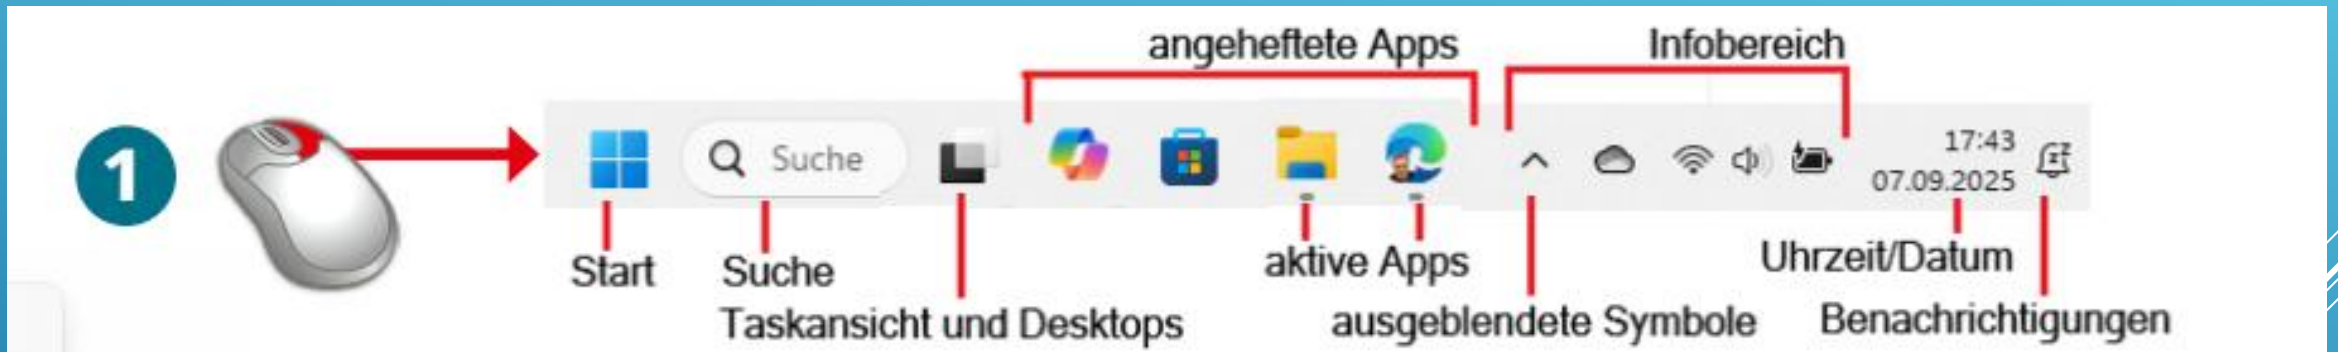 angeheftete Apps
Infobereich
1
Suche
17:43
07.09.2025
Start
Suche
Taskansicht und Desktops
aktive Apps
ausgeblendete Symbole
Uhrzeit/Datum
Benachrichtigungen